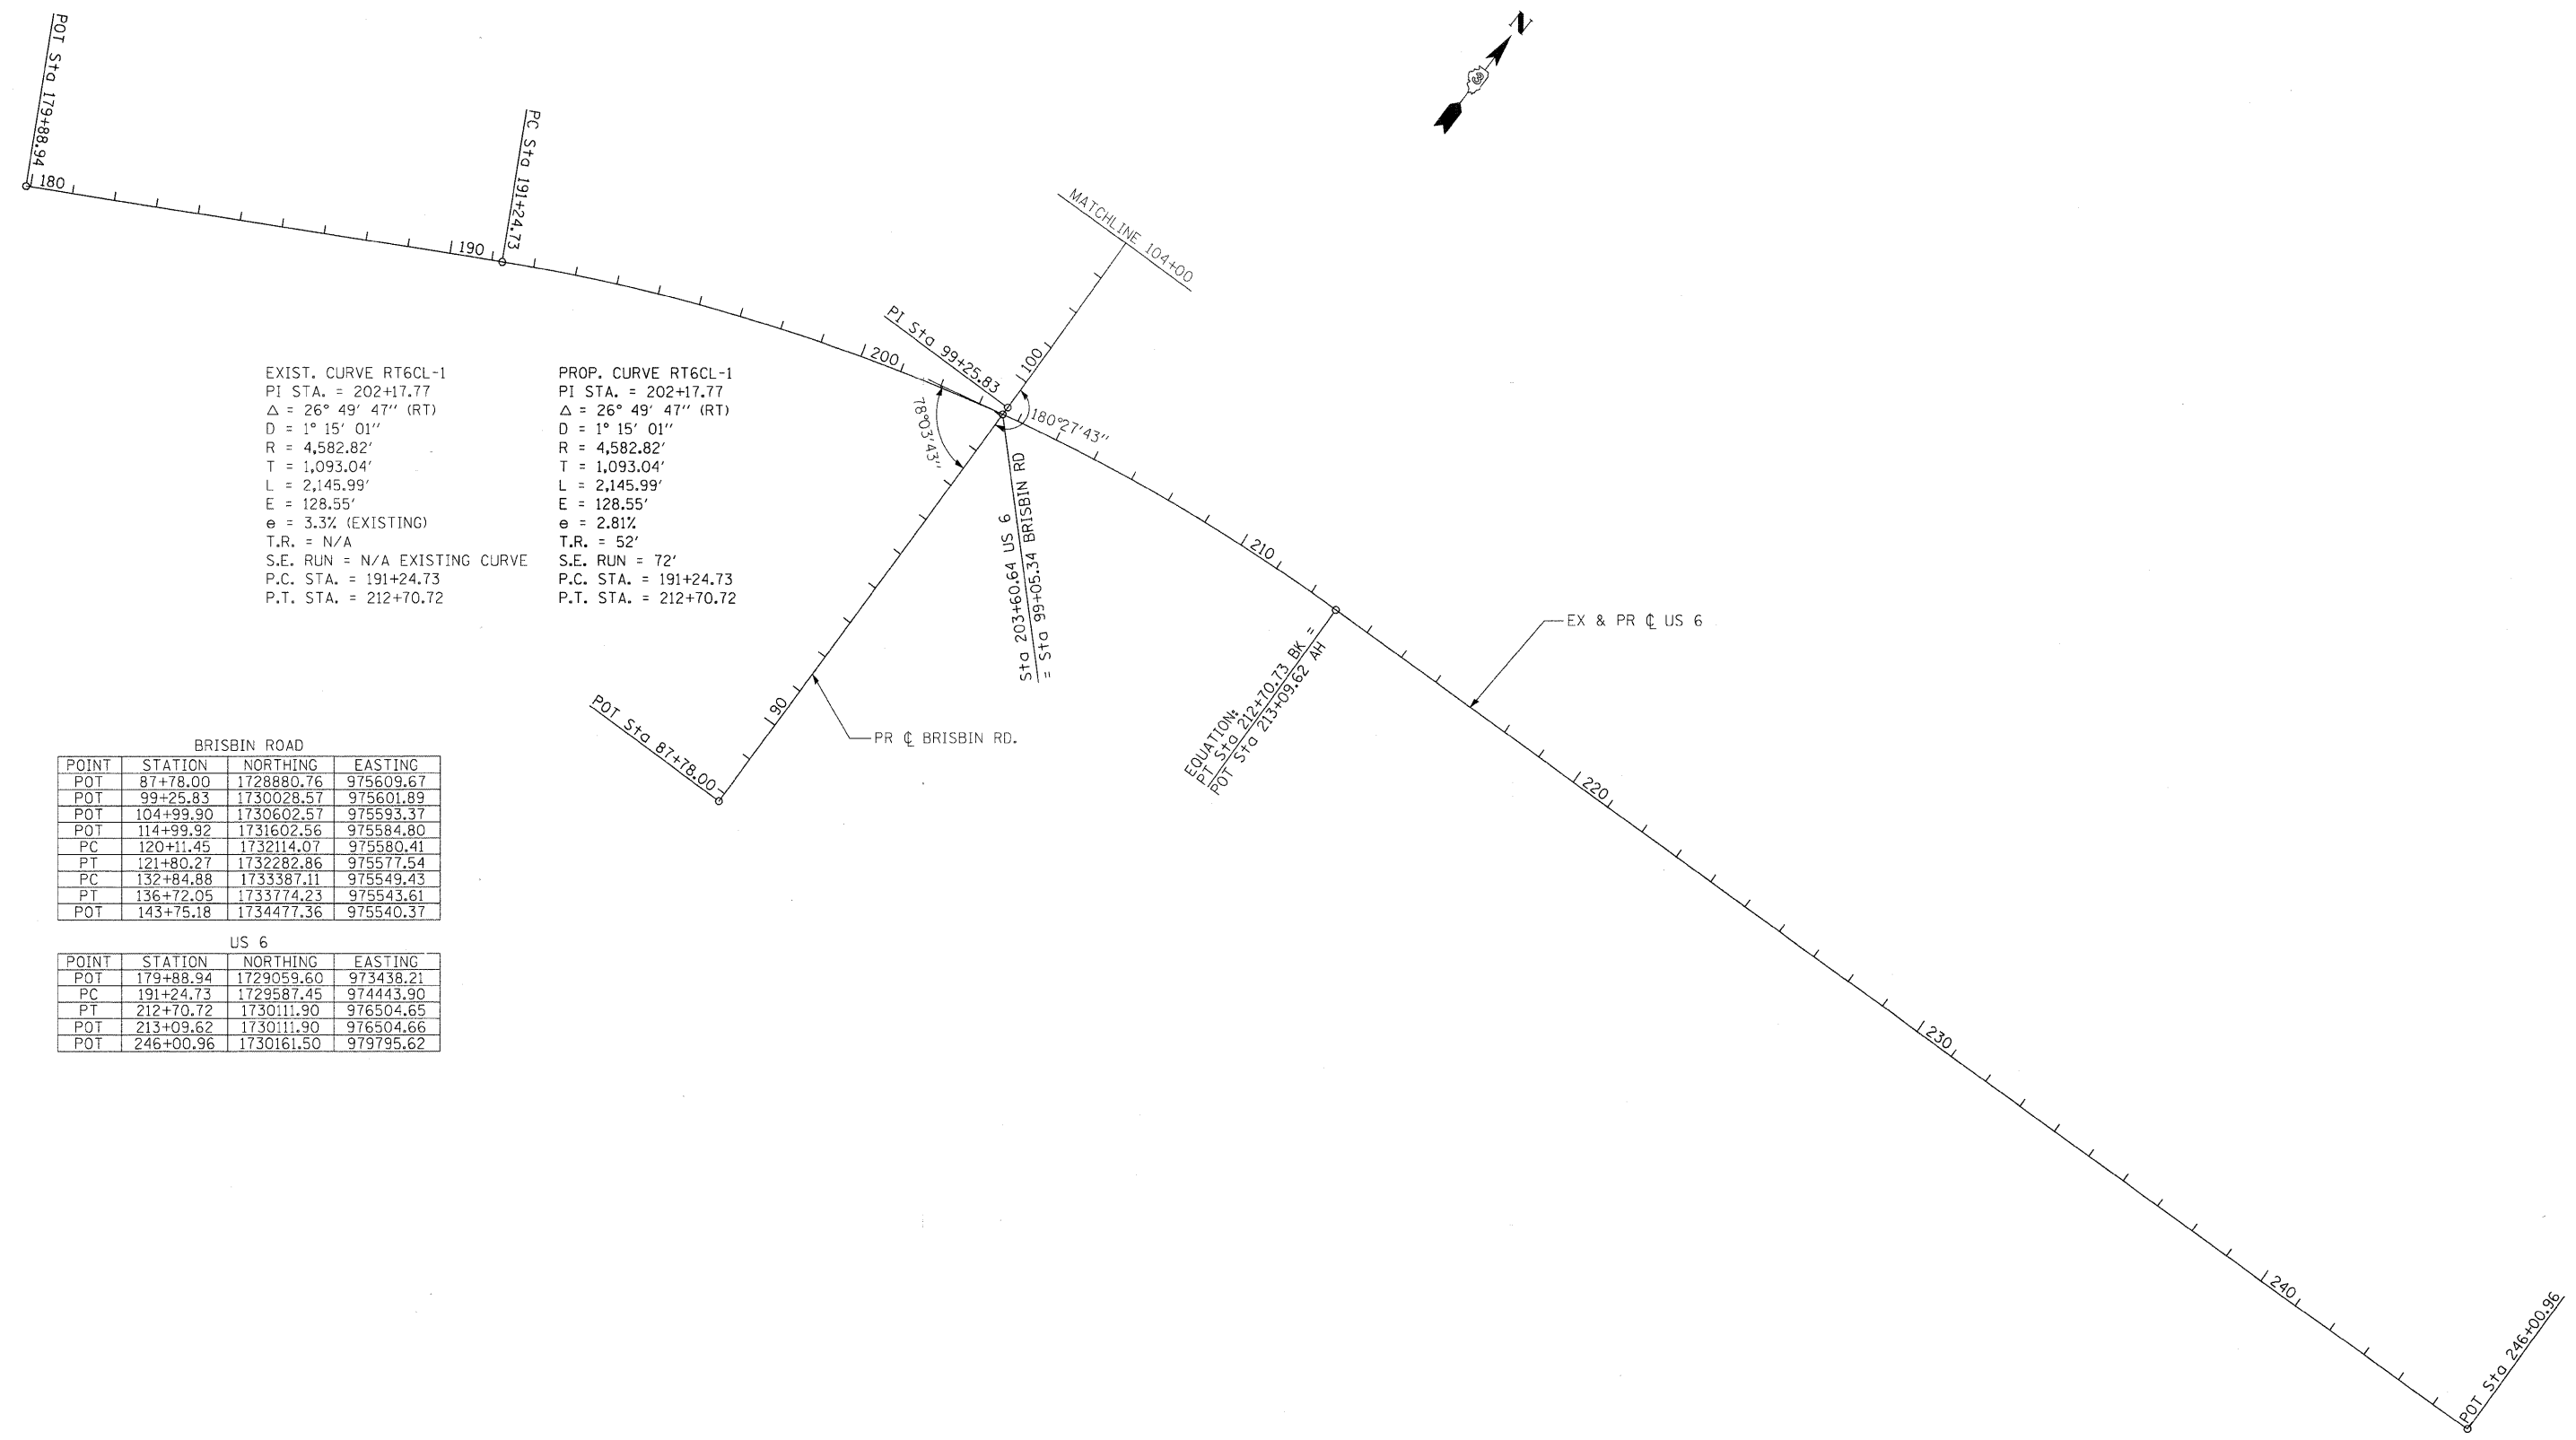 N
POT Sta 179+88.94
180
PC Sta 191+24.73
190
MATCHLINE 104+00
PI Sta 99+25.83
100
200
78°03'43"
180°27'43"
Sta 203+60.64 US 6
= Sta 99+05.34 BRISBIN RD
EXIST. CURVE RT6CL-1
PI STA. = 202+17.77
Δ = 26° 49' 47" (RT)
D = 1° 15' 01"
R = 4,582.82'
T = 1,093.04'
L = 2,145.99'
E = 128.55'
e = 3.3% (EXISTING)
T.R. = N/A
S.E. RUN = N/A EXISTING CURVE
P.C. STA. = 191+24.73
P.T. STA. = 212+70.72
PROP. CURVE RT6CL-1
PI STA. = 202+17.77
Δ = 26° 49' 47" (RT)
D = 1° 15' 01"
R = 4,582.82'
T = 1,093.04'
L = 2,145.99'
E = 128.55'
e = 2.81%
T.R. = 52'
S.E. RUN = 72'
P.C. STA. = 191+24.73
P.T. STA. = 212+70.72
210
EX & PR ℄ US 6
EQUATION:
PT Sta 212+70.73 BK =
POT Sta 213+09.62 AH
90
POT Sta 87+78.00
PR ℄ BRISBIN RD.
220
230
240
POT Sta 246+00.96
BRISBIN ROAD
POINT STATION NORTHING EASTING
POT 87+78.00 1728880.76 975609.67
POT 99+25.83 1730028.57 975601.89
POT 104+99.90 1730602.57 975593.37
POT 114+99.92 1731602.56 975584.80
PC 120+11.45 1732114.07 975580.41
PT 121+80.27 1732282.86 975577.54
PC 132+84.88 1733387.11 975549.43
PT 136+72.05 1733774.23 975543.61
POT 143+75.18 1734477.36 975540.37
US 6
POINT STATION NORTHING EASTING
POT 179+88.94 1729059.60 973438.21
PC 191+24.73 1729587.45 974443.90
PT 212+70.72 1730111.90 976504.65
POT 213+09.62 1730111.90 976504.66
POT 246+00.96 1730161.50 979795.62